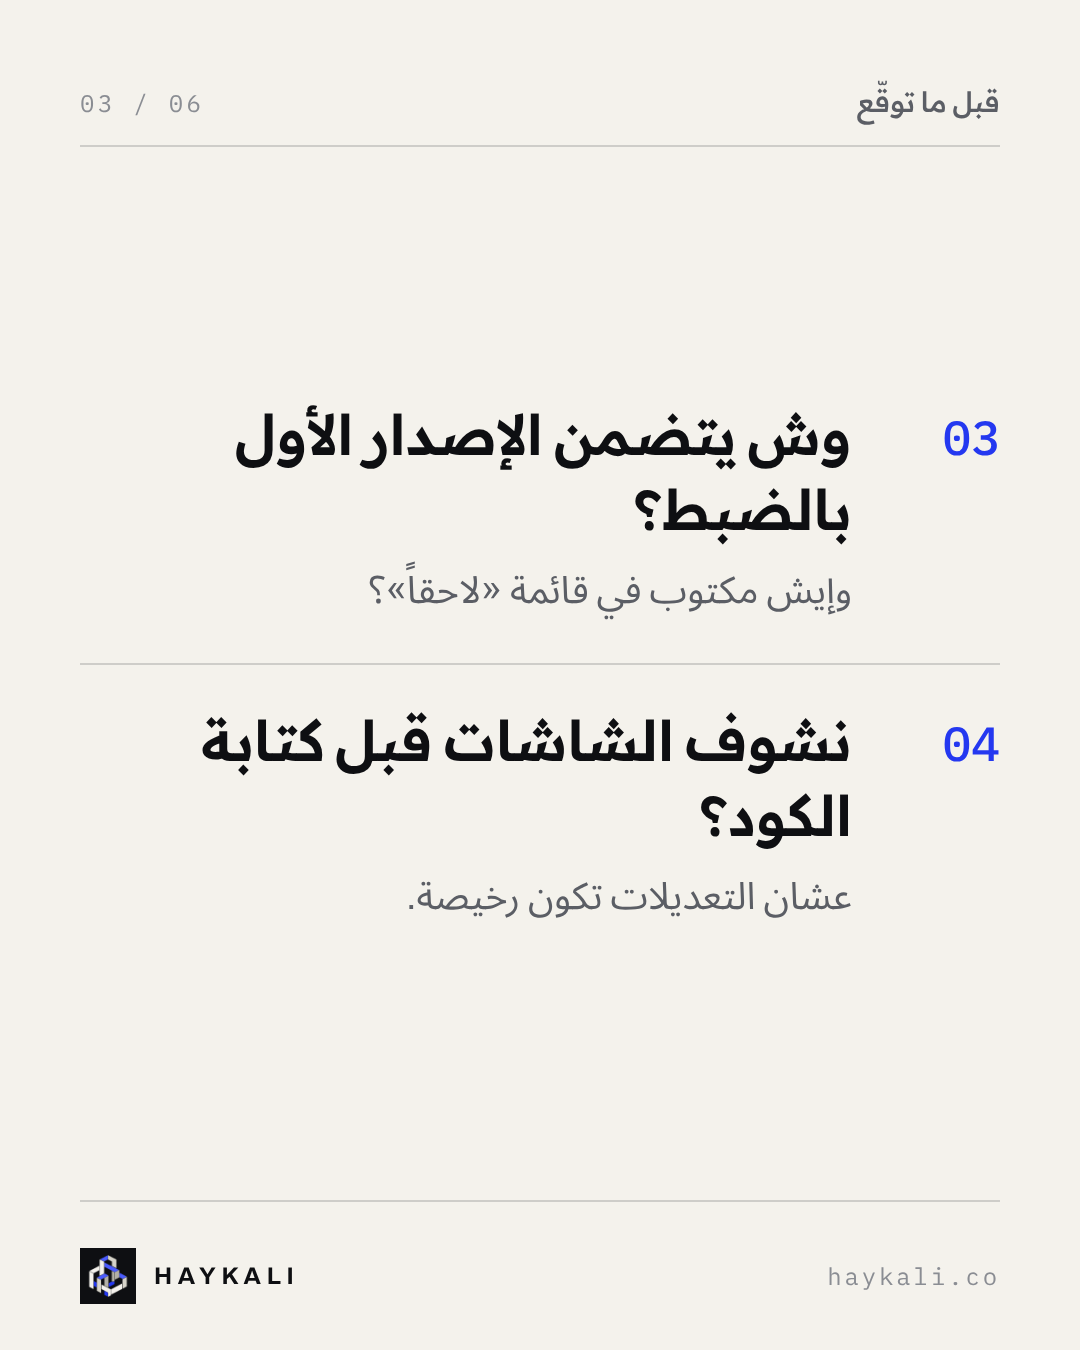 قبل ما توقّع
03 / 06
03
وش يتضمن الإصدار الأول
بالضبط؟
وإيش مكتوب في قائمة «لاحقاً»؟
04
نشوف الشاشات قبل كتابة
الكود؟
عشان التعديلات تكون رخيصة.
HAYKALI
haykali.co